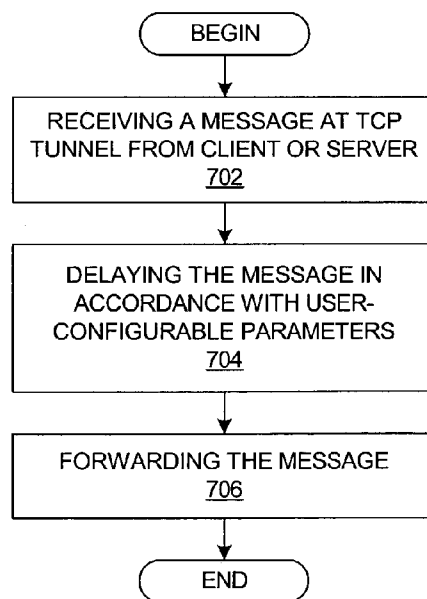 BEGIN
RECEIVING A MESSAGE AT TCP
TUNNEL FROM CLIENT OR SERVER
702
DELAYING THE MESSAGE IN
ACCORDANCE WITH USER-
CONFIGURABLE PARAMETERS
704
FORWARDING THE MESSAGE
706
END